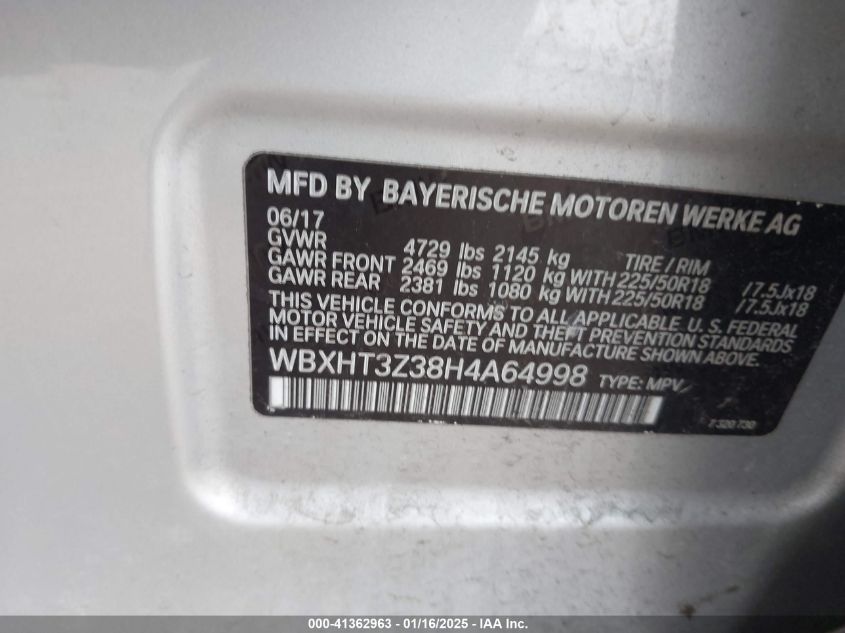 MFD BY BAYERISCHE MOTOREN WERKE AG
06/17
GVWR 4729 lbs 2145 kg TIRE / RIM
GAWR FRONT 2469 lbs 1120 kg WITH 225/50R18 /7.5Jx18
GAWR REAR 2381 lbs 1080 kg WITH 225/50R18 /7.5Jx18
THIS VEHICLE CONFORMS TO ALL APPLICABLE U. S. FEDERAL
MOTOR VEHICLE SAFETY AND THEFT PREVENTION STANDARDS
IN EFFECT ON THE DATE OF MANUFACTURE SHOWN ABOVE.
WBXHT3Z38H4A64998 TYPE: MPV
7 320 730
000-41362963 - 01/16/2025 - IAA Inc.